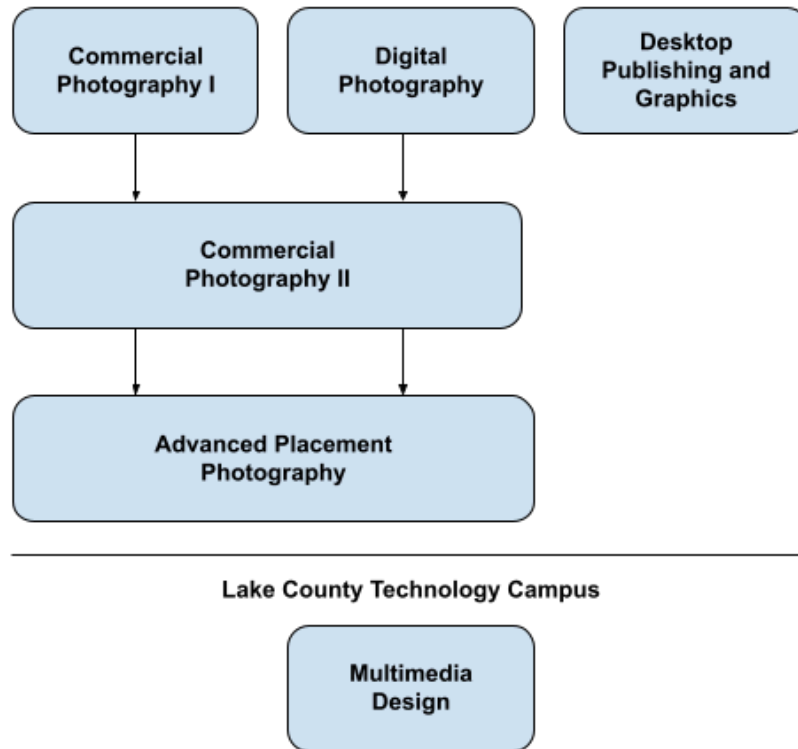 Commercial
Photography I
Digital
Photography
Desktop
Publishing and
Graphics
Commercial
Photography II
Advanced Placement
Photography
Lake County Technology Campus
Multimedia
Design